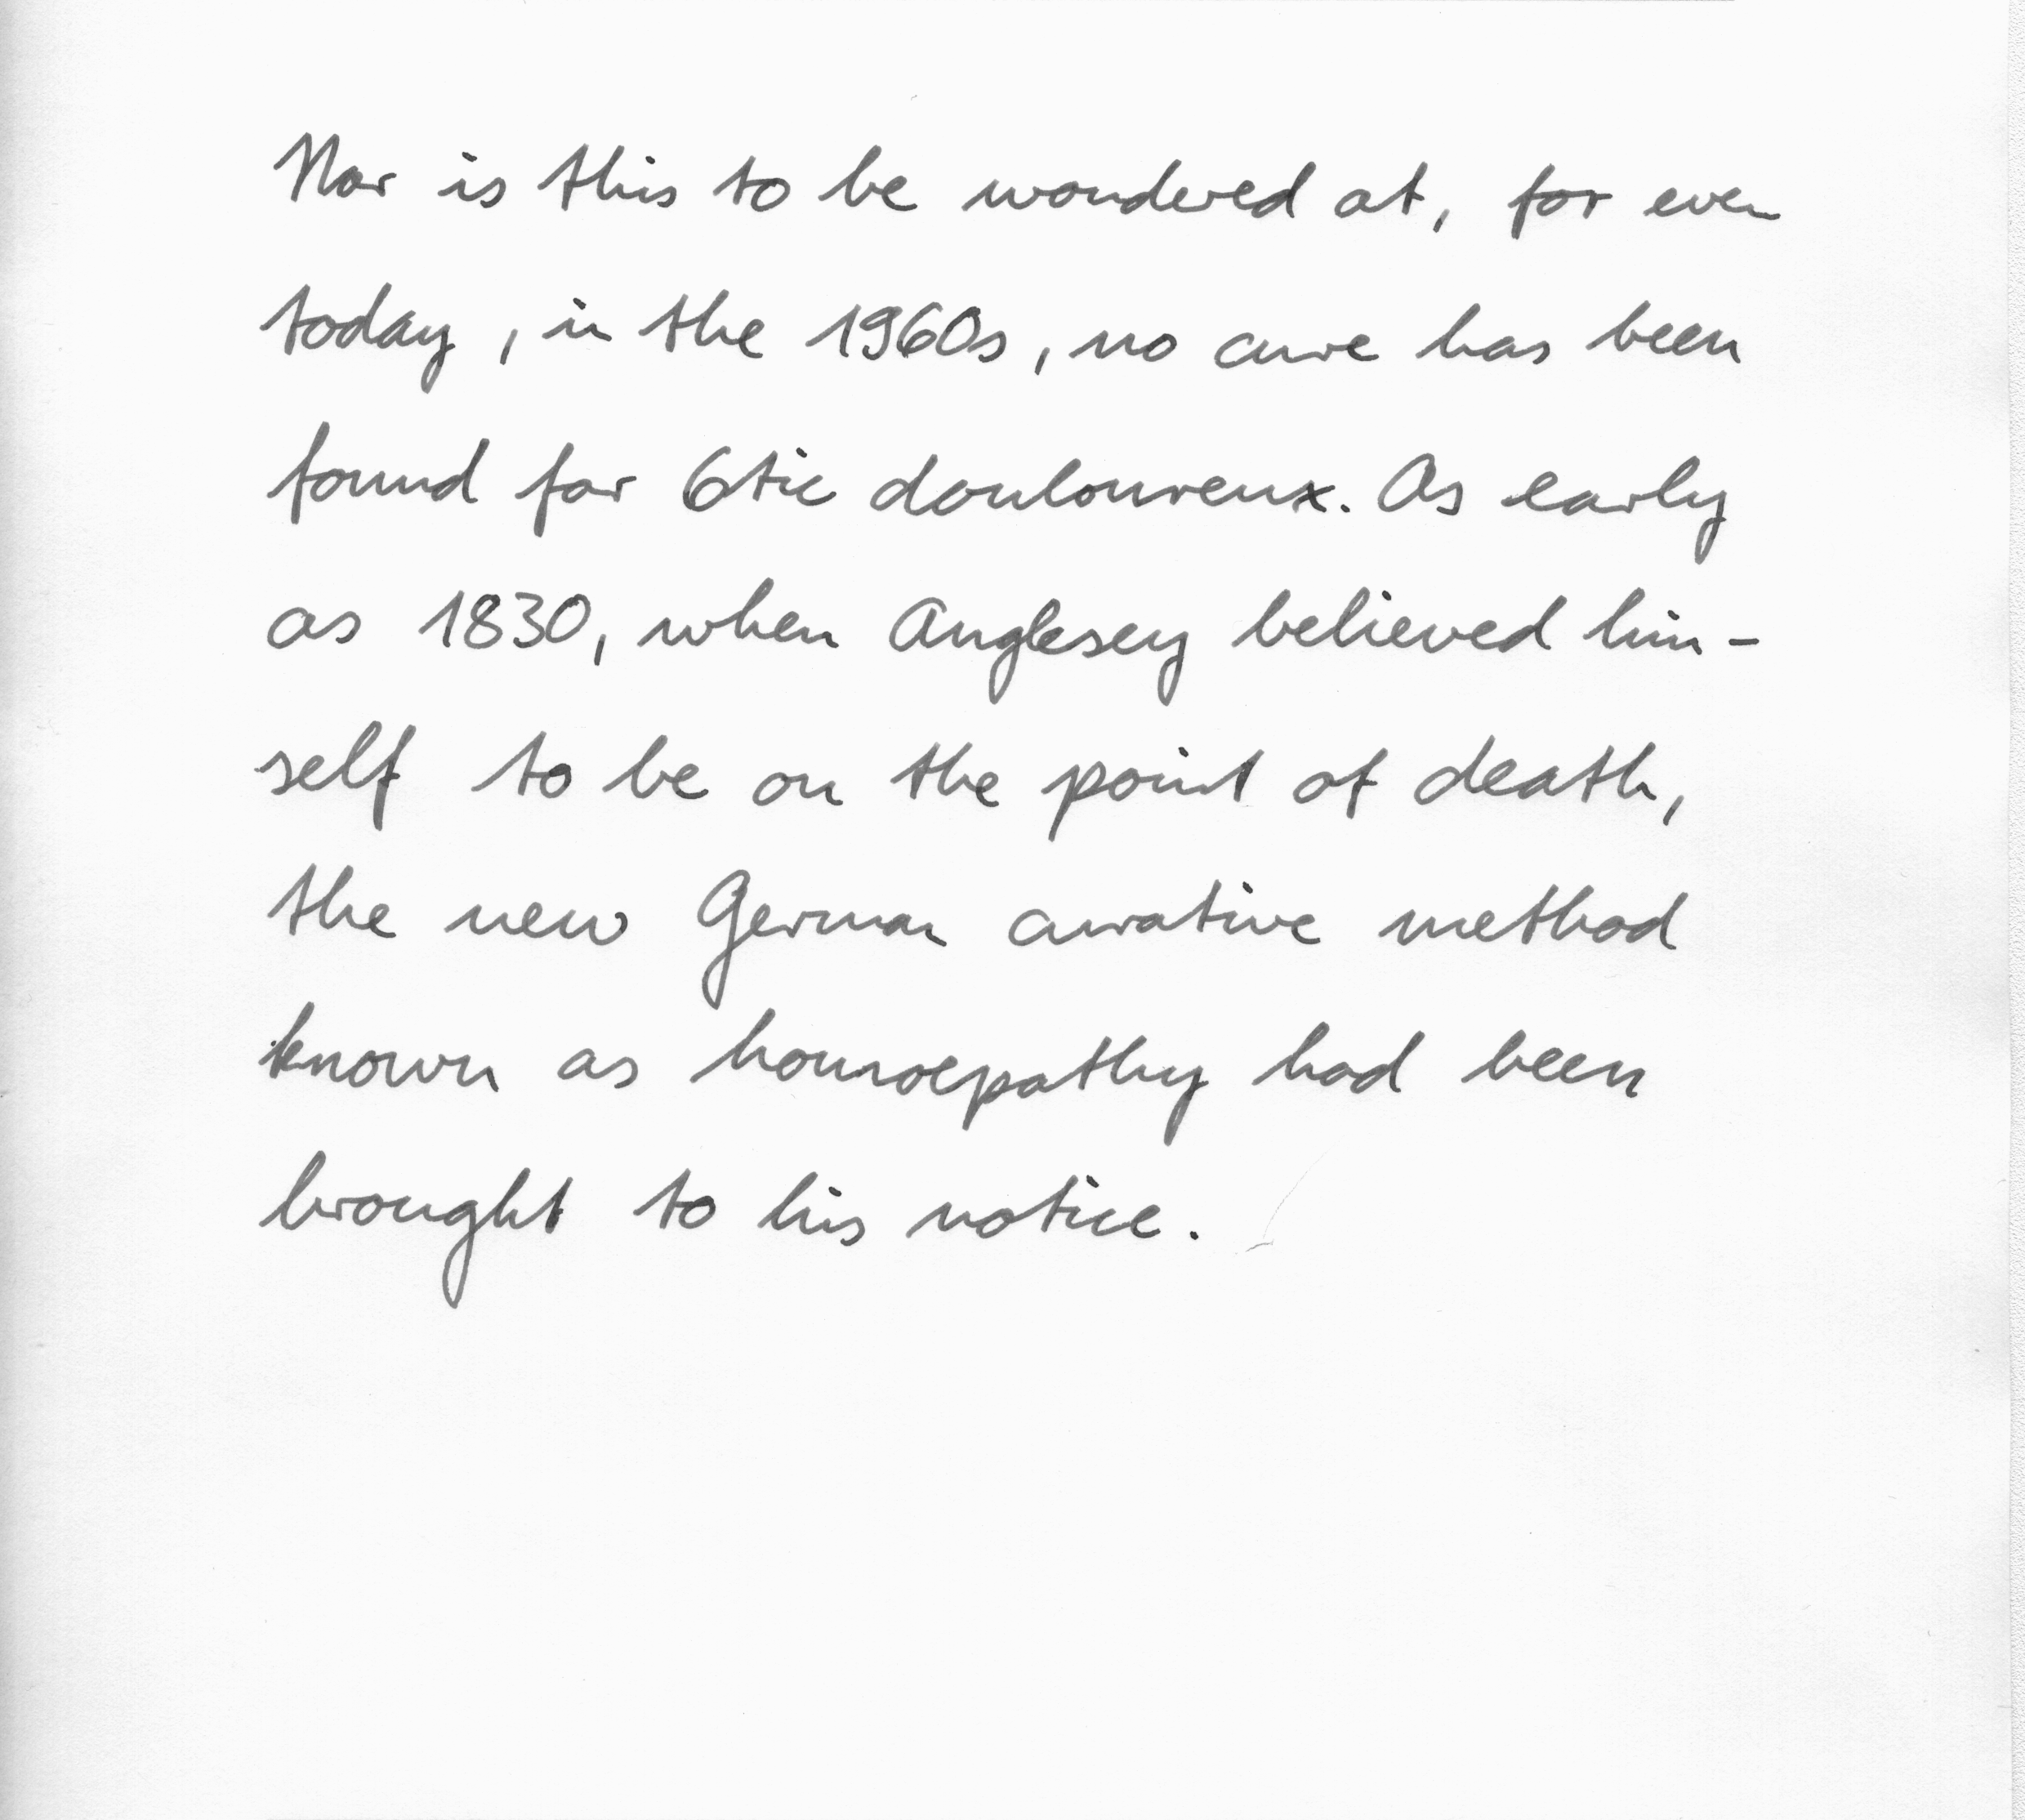 Nor is this to be wondered at, for even
today, in the 1960s, no cure has been
found for 6tic douloureux. As early
as 1830, when Anglesey believed him-
self to be on the point of death,
the new German curative method
known as homoepathy had been
brought to his notice.